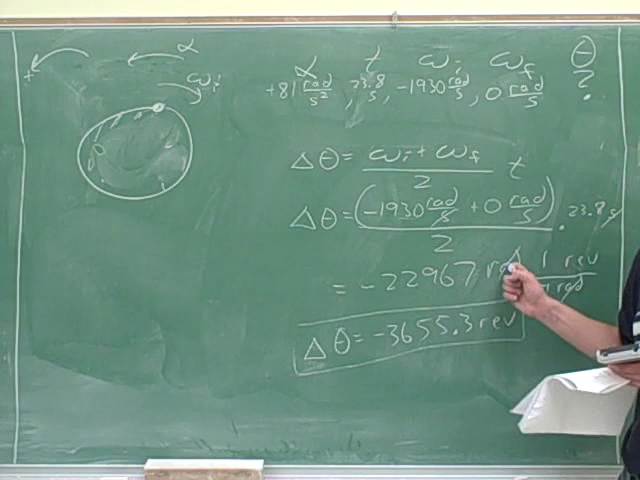 + α
ωᵢ
α t ωᵢ ω_f θ
+81 rad/s², 23.8 s, -1930 rad/s, 0 rad/s ?
Δθ = (ωᵢ + ω_f)/2 t
Δθ = (-1930 rad/s + 0 rad/s)/2 · 23.8 s
= -22967 rad 1 rev/ rad
Δθ = -3655.3 rev